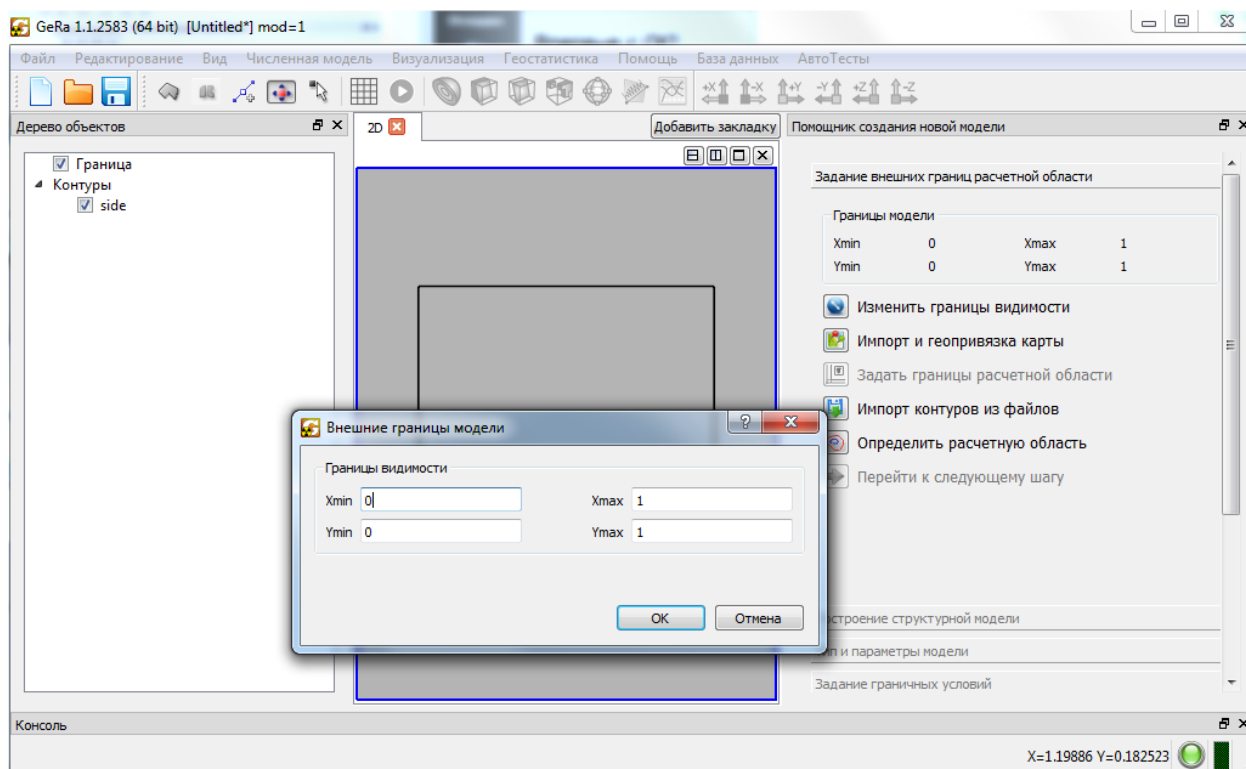 GeRa 1.1.2583 (64 bit) [Untitled*] mod=1
Файл Редактирование Вид Численная модель Визуализация Геостатистика Помощь База данных АвтоТесты
+X -X +Y -Y +Z -Z
Дерево объектов
Граница
Контуры
side
2D
Добавить закладку
Помощник создания новой модели
Задание внешних границ расчетной области
Границы модели
Xmin 0 Xmax 1
Ymin 0 Ymax 1
Изменить границы видимости
Импорт и геопривязка карты
Задать границы расчетной области
Импорт контуров из файлов
Определить расчетную область
Перейти к следующему шагу
Внешние границы модели
Границы видимости
Xmin 0 Xmax 1
Ymin 0 Ymax 1
OK Отмена
структурной модели
и параметры модели
Задание граничных условий
Консоль
X=1.19886 Y=0.182523